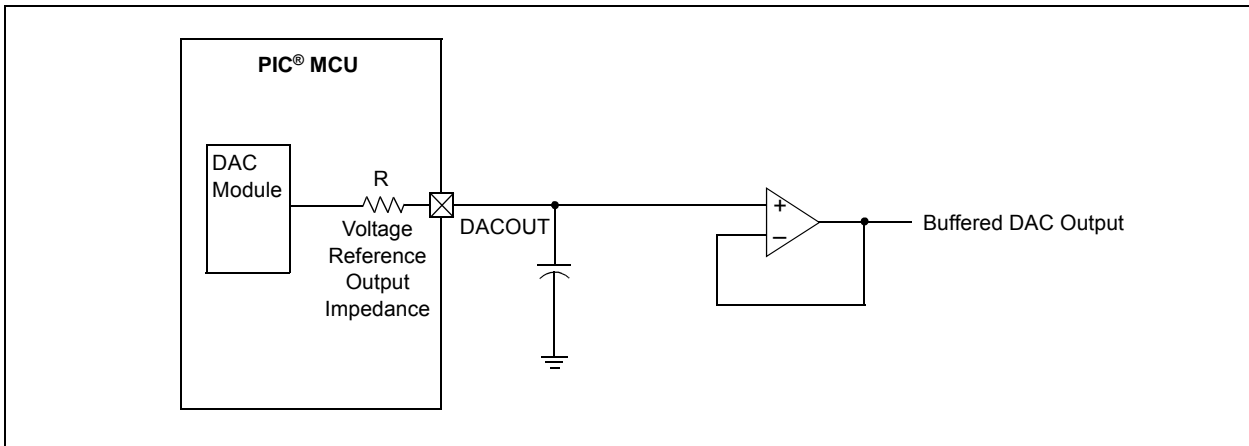 PIC® MCU
DAC
Module
R
Voltage
Reference
Output
Impedance
DACOUT
+
–
Buffered DAC Output